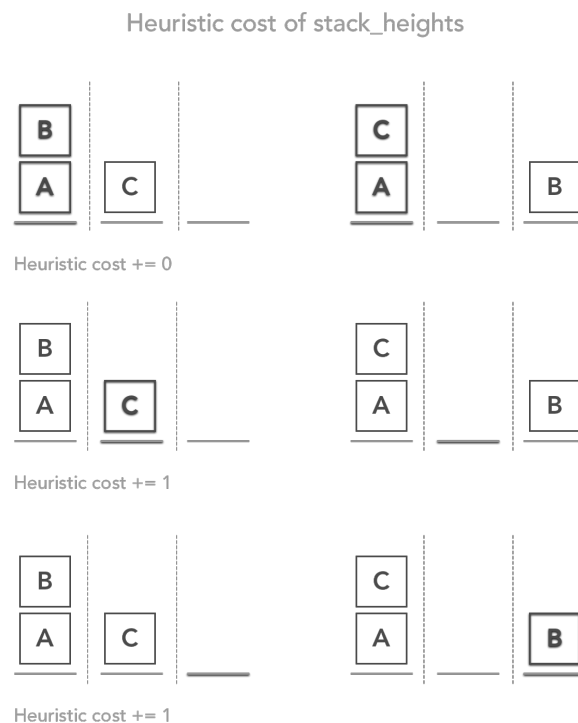 Heuristic cost of stack_heights
B C
A C A B
Heuristic cost += 0
B C
A C A B
Heuristic cost += 1
B C
A C A B
Heuristic cost += 1